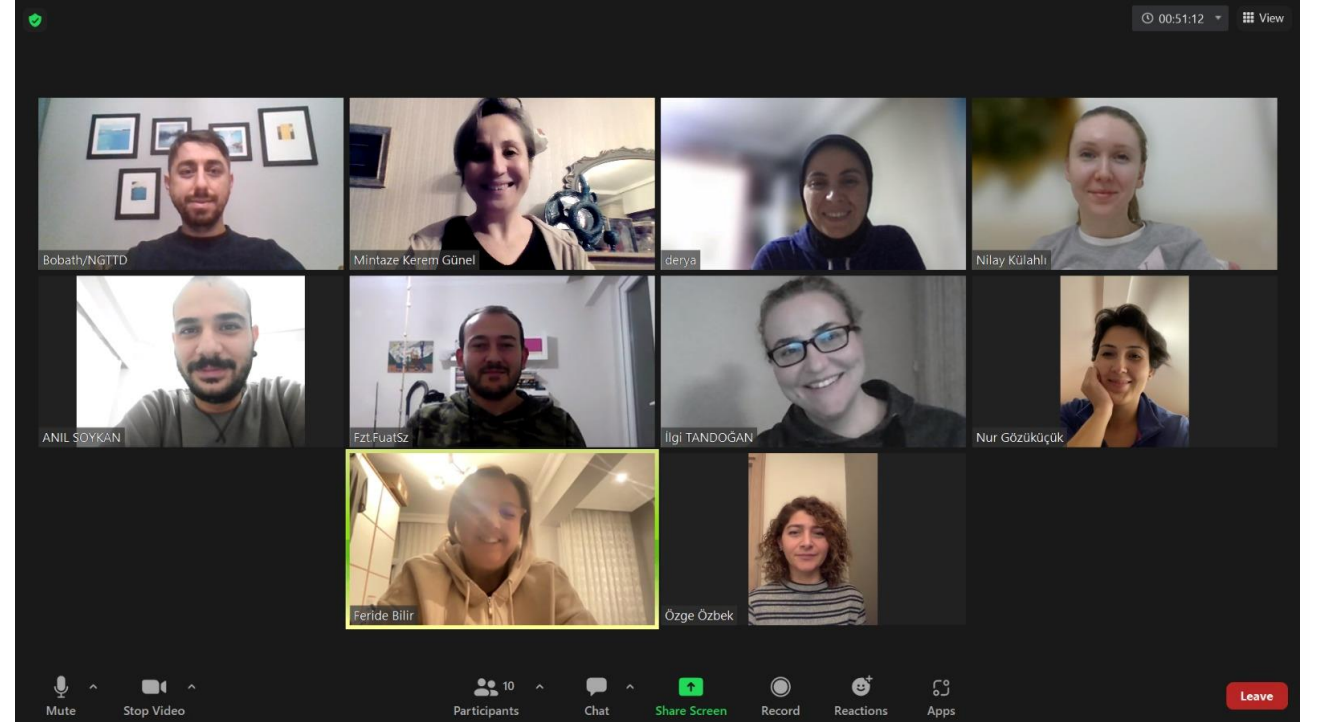 00:51:12
View
Bobath/NGTTD
Mintaze Kerem Günel
derya
Nilay Külahlı
ANIL SOYKAN
Fzt.FuatSz
İlgi TANDOĞAN
Nur Gözüküçük
Feride Bilir
Özge Özbek
Mute
Stop Video
10
Participants
Chat
Share Screen
Record
Reactions
Apps
Leave